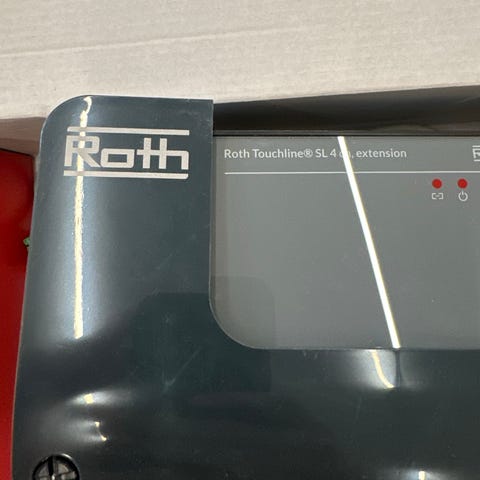 Roth
Roth Touchline® SL 4 ch, extension